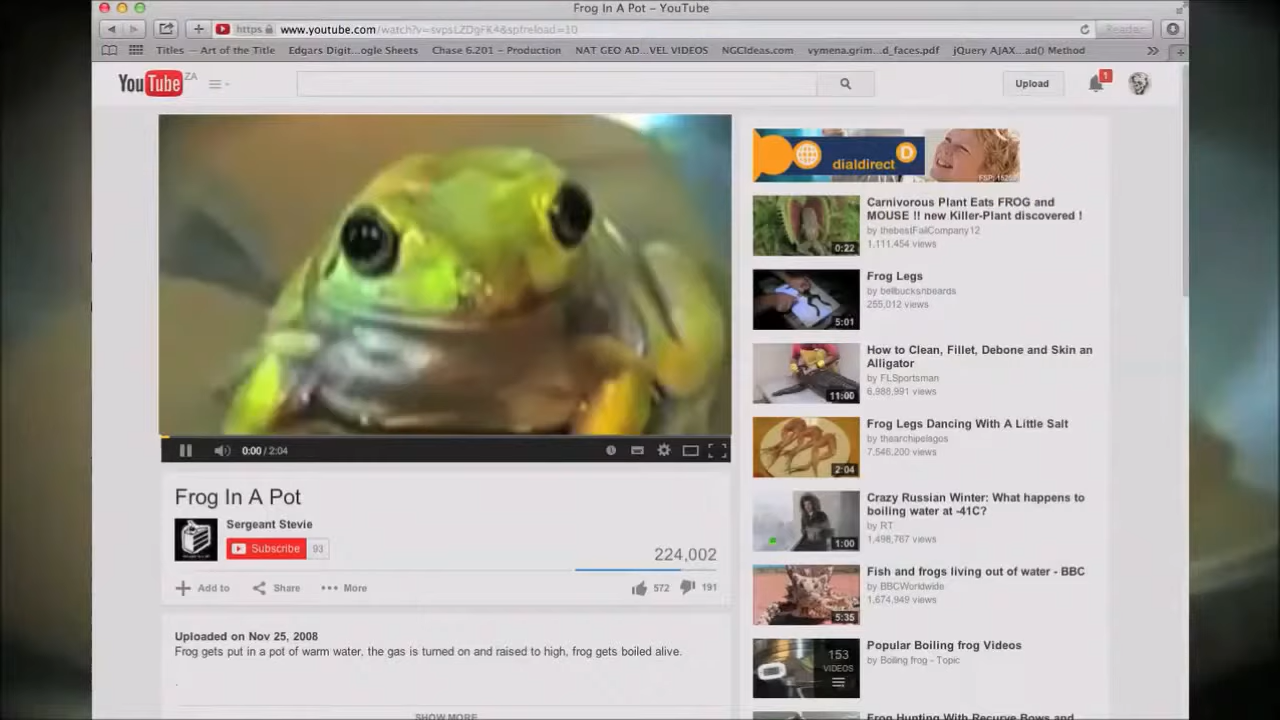 Frog In A Pot – YouTube
https
www.youtube.com/watch?v=svpsLZDgFK4&spfreload=10
Reader
Titles – Art of the Title
Edgars Digit...ogle Sheets
Chase 6.201 – Production
NAT GEO AD...VEL VIDEOS
NGCIdeas.com
vymena.grim...d_faces.pdf
jQuery AJAX...ad() Method
YouTube ZA
Upload
1
dialdirect D
Carnivorous Plant Eats FROG and
MOUSE !! new Killer-Plant discovered !
by thebestFailCompany12
1,111,454 views
0:22
Frog Legs
by bellbucksnbeards
255,012 views
5:01
How to Clean, Fillet, Debone and Skin an
Alligator
by FLSportsman
6,988,991 views
11:00
Frog Legs Dancing With A Little Salt
by thearchipelagos
7,546,200 views
2:04
Crazy Russian Winter: What happens to
boiling water at -41C?
by RT
1,498,767 views
1:00
Fish and frogs living out of water - BBC
by BBCWorldwide
1,674,949 views
5:35
Popular Boiling frog Videos
by Boiling frog - Topic
153
VIDEOS
Frog Hunting With Recurve Bows and
0:00 / 2:04
Frog In A Pot
Sergeant Stevie
Subscribe 93
224,002
Add to
Share
More
572
191
Uploaded on Nov 25, 2008
Frog gets put in a pot of warm water, the gas is turned on and raised to high, frog gets boiled alive.
.
SHOW MORE